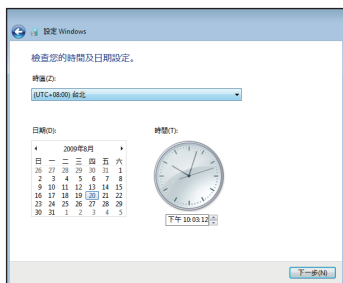 設定 Windows
檢查您的時間及日期設定。
時區(Z):
(UTC+08:00) 台北
日期(D):
2009年8月
日 一 二 三 四 五 六
26 27 28 29 30 31 1
2 3 4 5 6 7 8
9 10 11 12 13 14 15
16 17 18 19 20 21 22
23 24 25 26 27 28 29
30 31 1 2 3 4 5
時間(T):
下午 10:03:12
下一步(N)